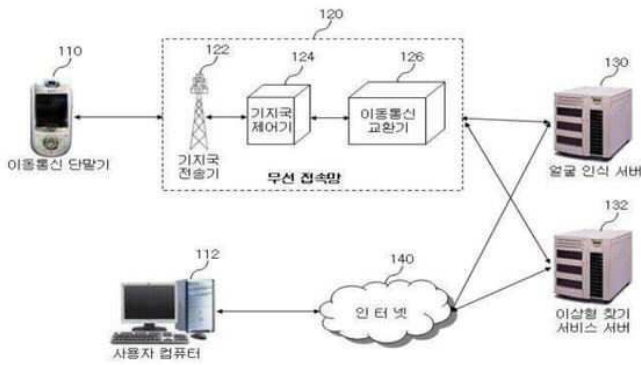 120
110
122
124
126
130
기지국
제어기
이동통신
교환기
이동통신 단말기
기지국
전송기
무선 접속망
얼굴 인식 서버
132
112
140
인 터 넷
이상형 찾기
서비스 서버
사용자 컴퓨터